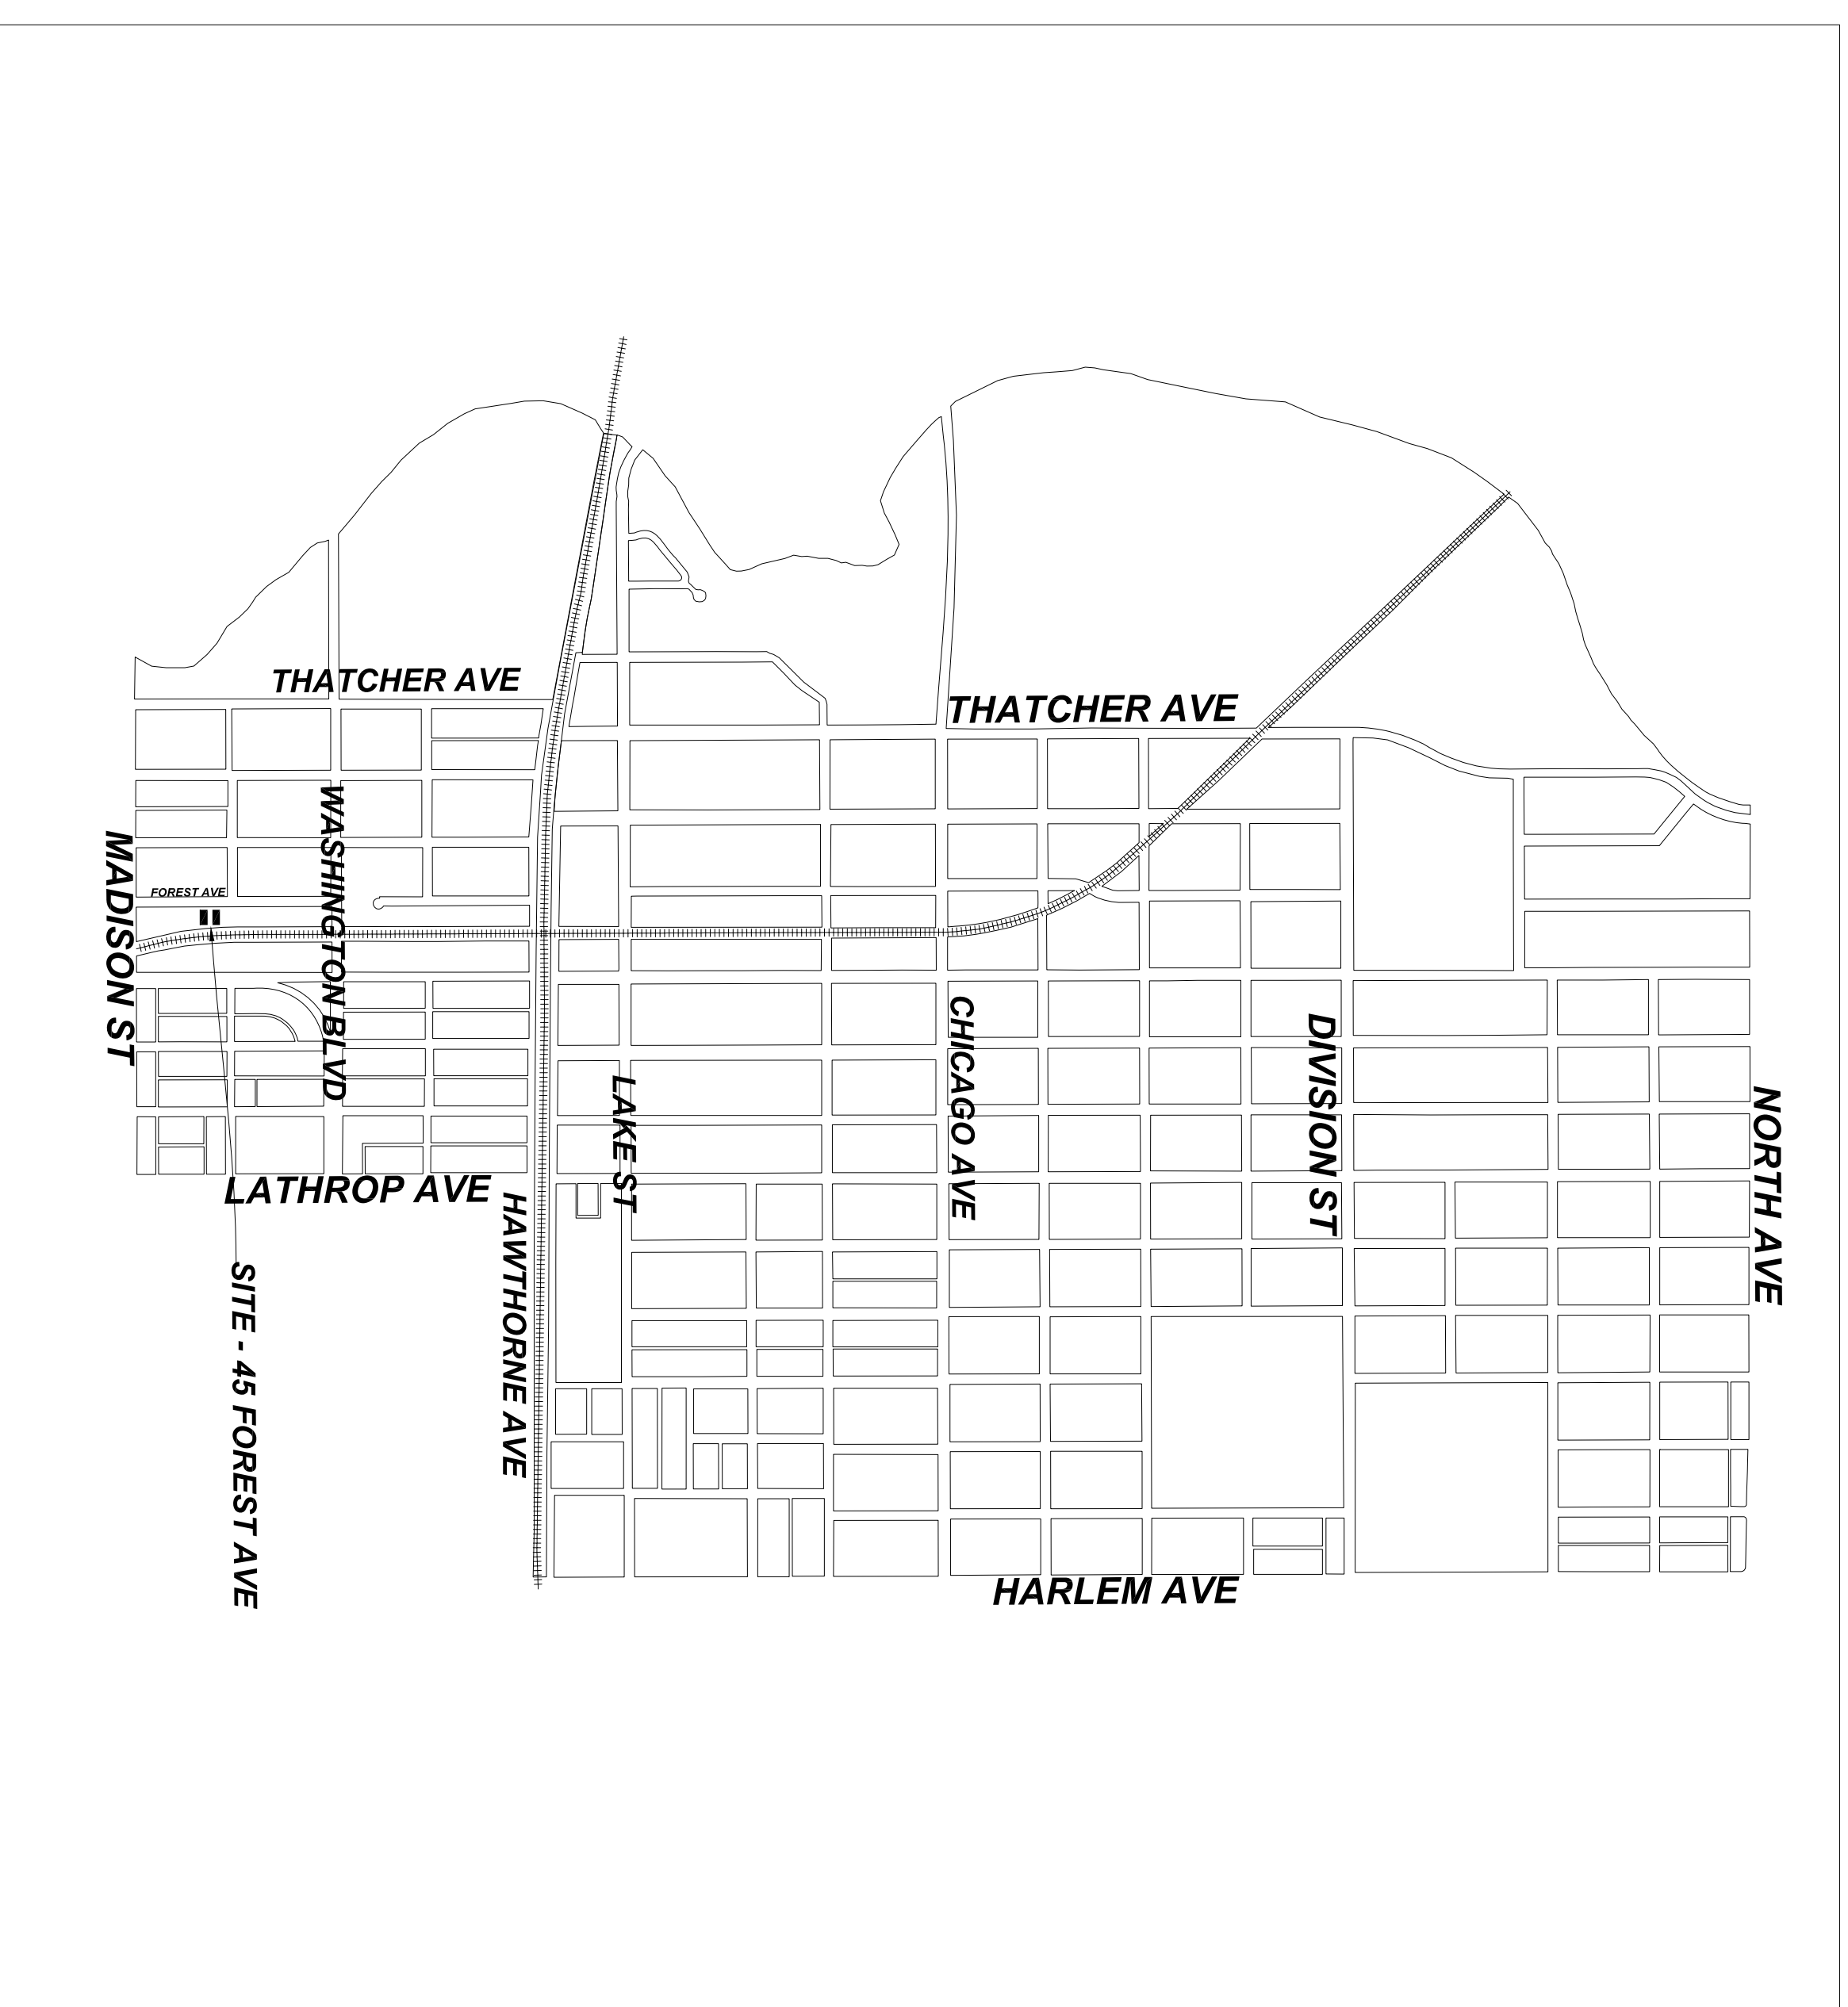 THATCHER AVE
THATCHER AVE
WASHINGTON BLVD
MADISON ST
FOREST AVE
CHICAGO AVE
DIVISION ST
LAKE ST
NORTH AVE
LATHROP AVE
HAWTHORNE AVE
SITE - 45 FOREST AVE
HARLEM AVE